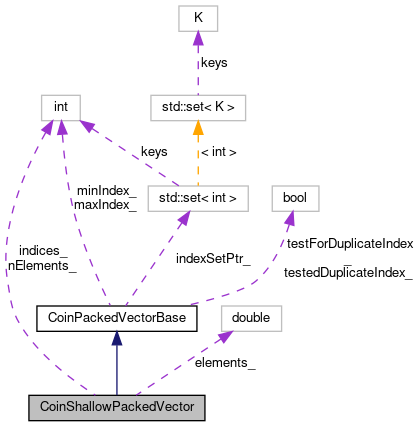 K
keys
int
std::set< K >
keys
< int >
minIndex_
maxIndex_
std::set< int >
bool
indices_
nElements_
indexSetPtr_
testForDuplicateIndex
_
testedDuplicateIndex_
CoinPackedVectorBase
double
elements_
CoinShallowPackedVector